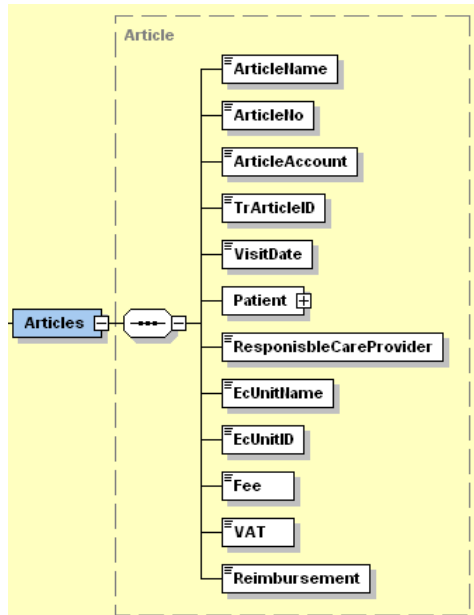 Article
ArticleName
ArticleNo
ArticleAccount
TrArticleID
VisitDate
Patient
Articles
ResponisbleCareProvider
EcUnitName
EcUnitID
Fee
VAT
Reimbursement